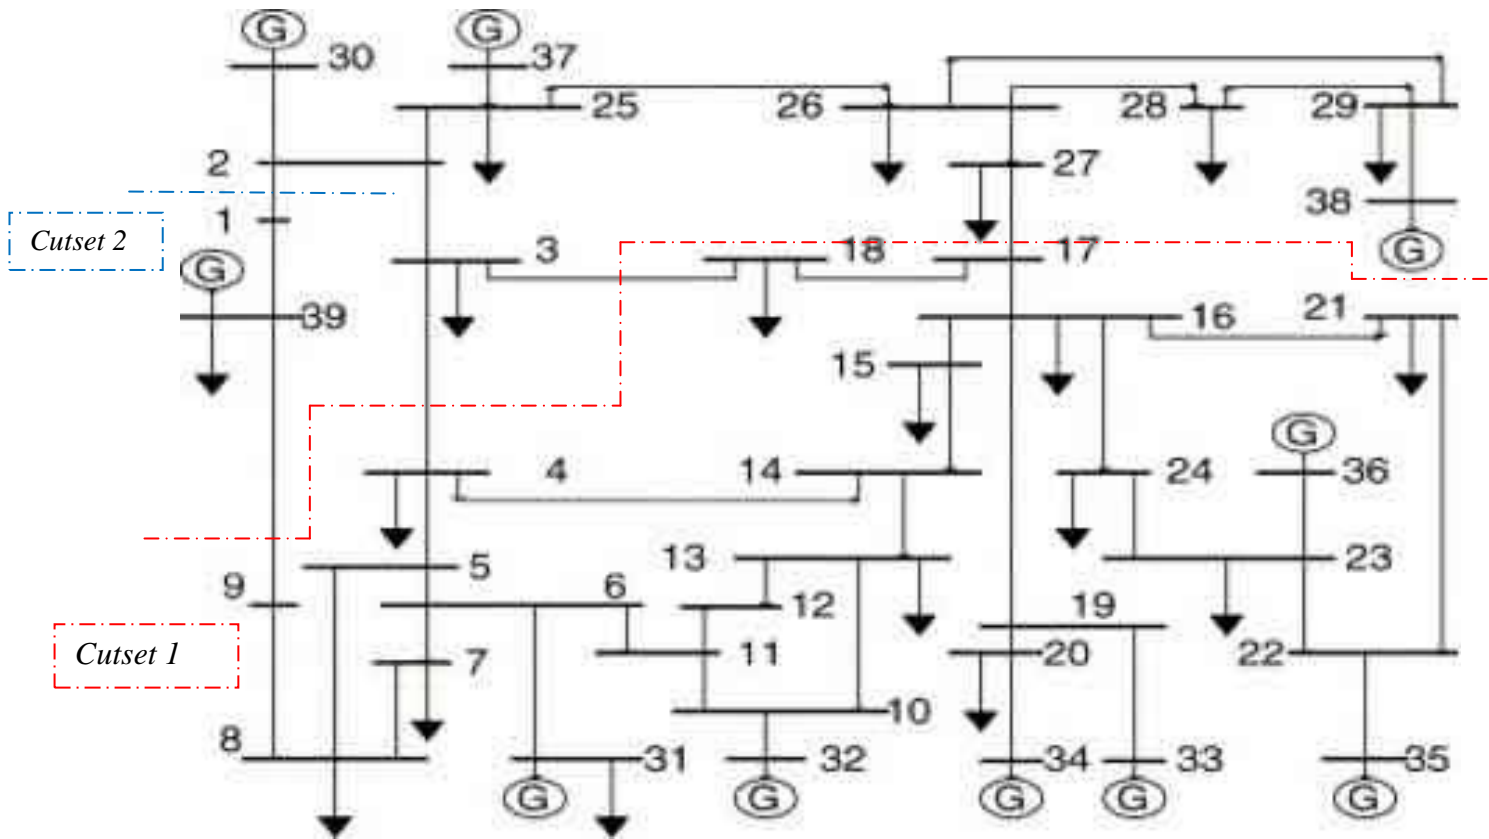 G G
30 37
25 26 28 29
2 27
38
1
Cutset 2
3 18 17 G
G
39 16 21
15
G
4 14 24 36
5 13 23
9 6 12 19
Cutset 1
7 11 20 22
10
8 31 32 34 33 35
G G G G G